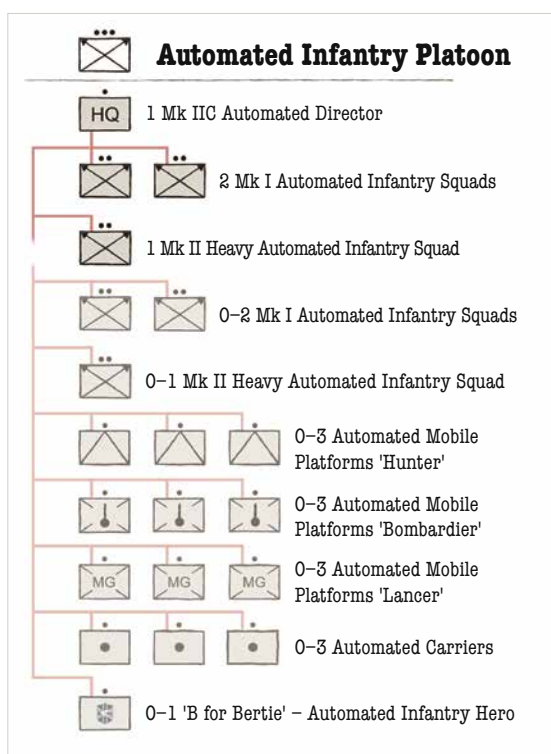 Automated Infantry Platoon
HQ
1 Mk IIC Automated Director
2 Mk I Automated Infantry Squads
1 Mk II Heavy Automated Infantry Squad
0–2 Mk I Automated Infantry Squads
0–1 Mk II Heavy Automated Infantry Squad
0–3 Automated Mobile
Platforms 'Hunter'
0–3 Automated Mobile
Platforms 'Bombardier'
MG MG MG
0–3 Automated Mobile
Platforms 'Lancer'
0–3 Automated Carriers
0–1 'B for Bertie' – Automated Infantry Hero